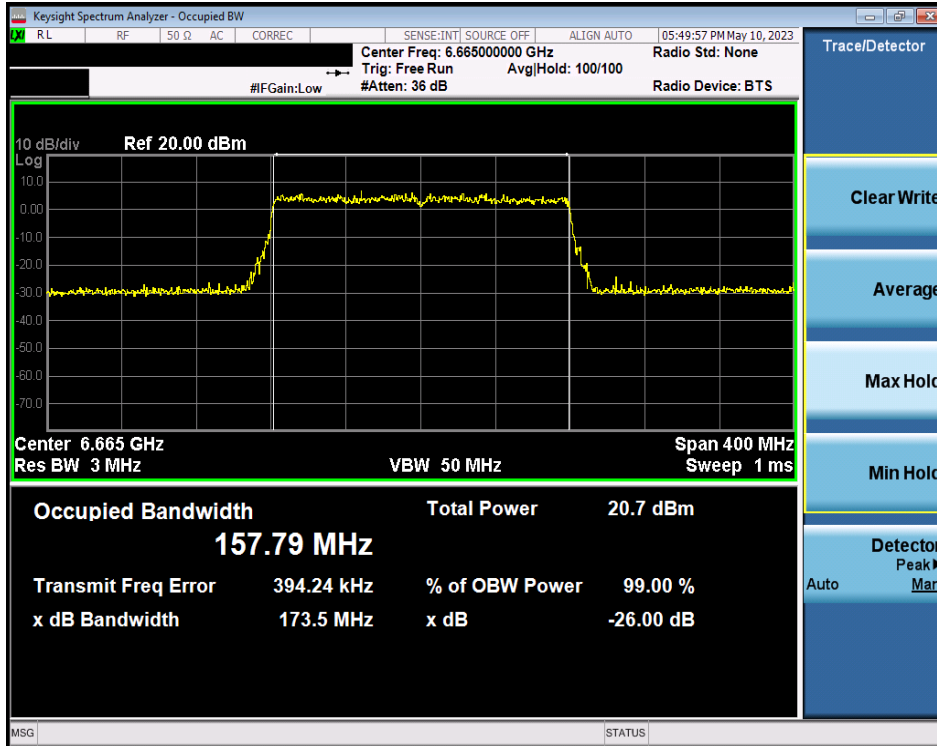 Keysight Spectrum Analyzer - Occupied BW
LXI RL RF 50 Ω AC CORREC SENSE:INT SOURCE OFF ALIGN AUTO 05:49:57 PM May 10, 2023
Center Freq: 6.665000000 GHz Radio Std: None
Trig: Free Run Avg|Hold: 100/100
#IFGain:Low #Atten: 36 dB Radio Device: BTS
Trace/Detector
10 dB/div Ref 20.00 dBm
Log
10.0
0.00
-10.0
-20.0
-30.0
-40.0
-50.0
-60.0
-70.0
Center 6.665 GHz Span 400 MHz
Res BW 3 MHz VBW 50 MHz Sweep 1 ms
Occupied Bandwidth Total Power 20.7 dBm
157.79 MHz
Transmit Freq Error 394.24 kHz % of OBW Power 99.00 %
x dB Bandwidth 173.5 MHz x dB -26.00 dB
Clear Write
Average
Max Hold
Min Hold
Detector
Peak
Auto Man
MSG STATUS